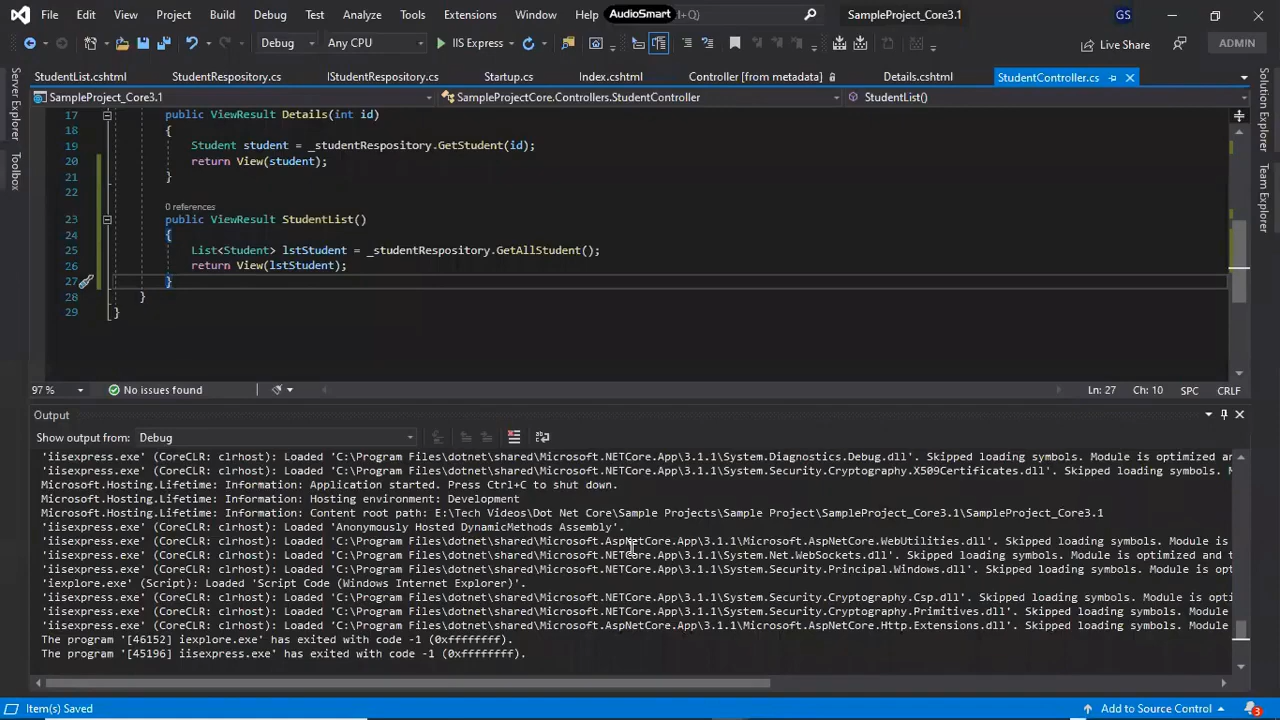 File Edit View Project Build Debug Test Analyze Tools Extensions Window Help AudioSmart +Q) SampleProject_Core3.1 GS
Debug Any CPU IIS Express Live Share ADMIN
StudentList.cshtml StudentRespository.cs IStudentRespository.cs Startup.cs Index.cshtml Controller [from metadata] Details.cshtml StudentController.cs
SampleProject_Core3.1 SampleProjectCore.Controllers.StudentController StudentList()
Server Explorer
Toolbox
Solution Explorer
Team Explorer
17 public ViewResult Details(int id)
18 {
19 Student student = _studentRespository.GetStudent(id);
20 return View(student);
21 }
22
0 references
23 public ViewResult StudentList()
24 {
25 List<Student> lstStudent = _studentRespository.GetAllStudent();
26 return View(lstStudent);
27 }
28 }
29 }
97 % No issues found Ln: 27 Ch: 10 SPC CRLF
Output
Show output from: Debug
'iisexpress.exe' (CoreCLR: clrhost): Loaded 'C:\Program Files\dotnet\shared\Microsoft.NETCore.App\3.1.1\System.Diagnostics.Debug.dll'. Skipped loading symbols. Module is optimized an
'iisexpress.exe' (CoreCLR: clrhost): Loaded 'C:\Program Files\dotnet\shared\Microsoft.NETCore.App\3.1.1\System.Security.Cryptography.X509Certificates.dll'. Skipped loading symbols. M
Microsoft.Hosting.Lifetime: Information: Application started. Press Ctrl+C to shut down.
Microsoft.Hosting.Lifetime: Information: Hosting environment: Development
Microsoft.Hosting.Lifetime: Information: Content root path: E:\Tech Videos\Dot Net Core\Sample Projects\Sample Project\SampleProject_Core3.1\SampleProject_Core3.1
'iisexpress.exe' (CoreCLR: clrhost): Loaded 'Anonymously Hosted DynamicMethods Assembly'.
'iisexpress.exe' (CoreCLR: clrhost): Loaded 'C:\Program Files\dotnet\shared\Microsoft.AspNetCore.App\3.1.1\Microsoft.AspNetCore.WebUtilities.dll'. Skipped loading symbols. Module is
'iisexpress.exe' (CoreCLR: clrhost): Loaded 'C:\Program Files\dotnet\shared\Microsoft.NETCore.App\3.1.1\System.Net.WebSockets.dll'. Skipped loading symbols. Module is optimized and t
'iisexpress.exe' (CoreCLR: clrhost): Loaded 'C:\Program Files\dotnet\shared\Microsoft.NETCore.App\3.1.1\System.Security.Principal.Windows.dll'. Skipped loading symbols. Module is opt
'iexplore.exe' (Script): Loaded 'Script Code (Windows Internet Explorer)'.
'iisexpress.exe' (CoreCLR: clrhost): Loaded 'C:\Program Files\dotnet\shared\Microsoft.NETCore.App\3.1.1\System.Security.Cryptography.Csp.dll'. Skipped loading symbols. Module is opti
'iisexpress.exe' (CoreCLR: clrhost): Loaded 'C:\Program Files\dotnet\shared\Microsoft.NETCore.App\3.1.1\System.Security.Cryptography.Primitives.dll'. Skipped loading symbols. Module
'iisexpress.exe' (CoreCLR: clrhost): Loaded 'C:\Program Files\dotnet\shared\Microsoft.AspNetCore.App\3.1.1\Microsoft.AspNetCore.Http.Extensions.dll'. Skipped loading symbols. Module
The program '[46152] iexplore.exe' has exited with code -1 (0xffffffff).
The program '[45196] iisexpress.exe' has exited with code -1 (0xffffffff).
Item(s) Saved Add to Source Control 3